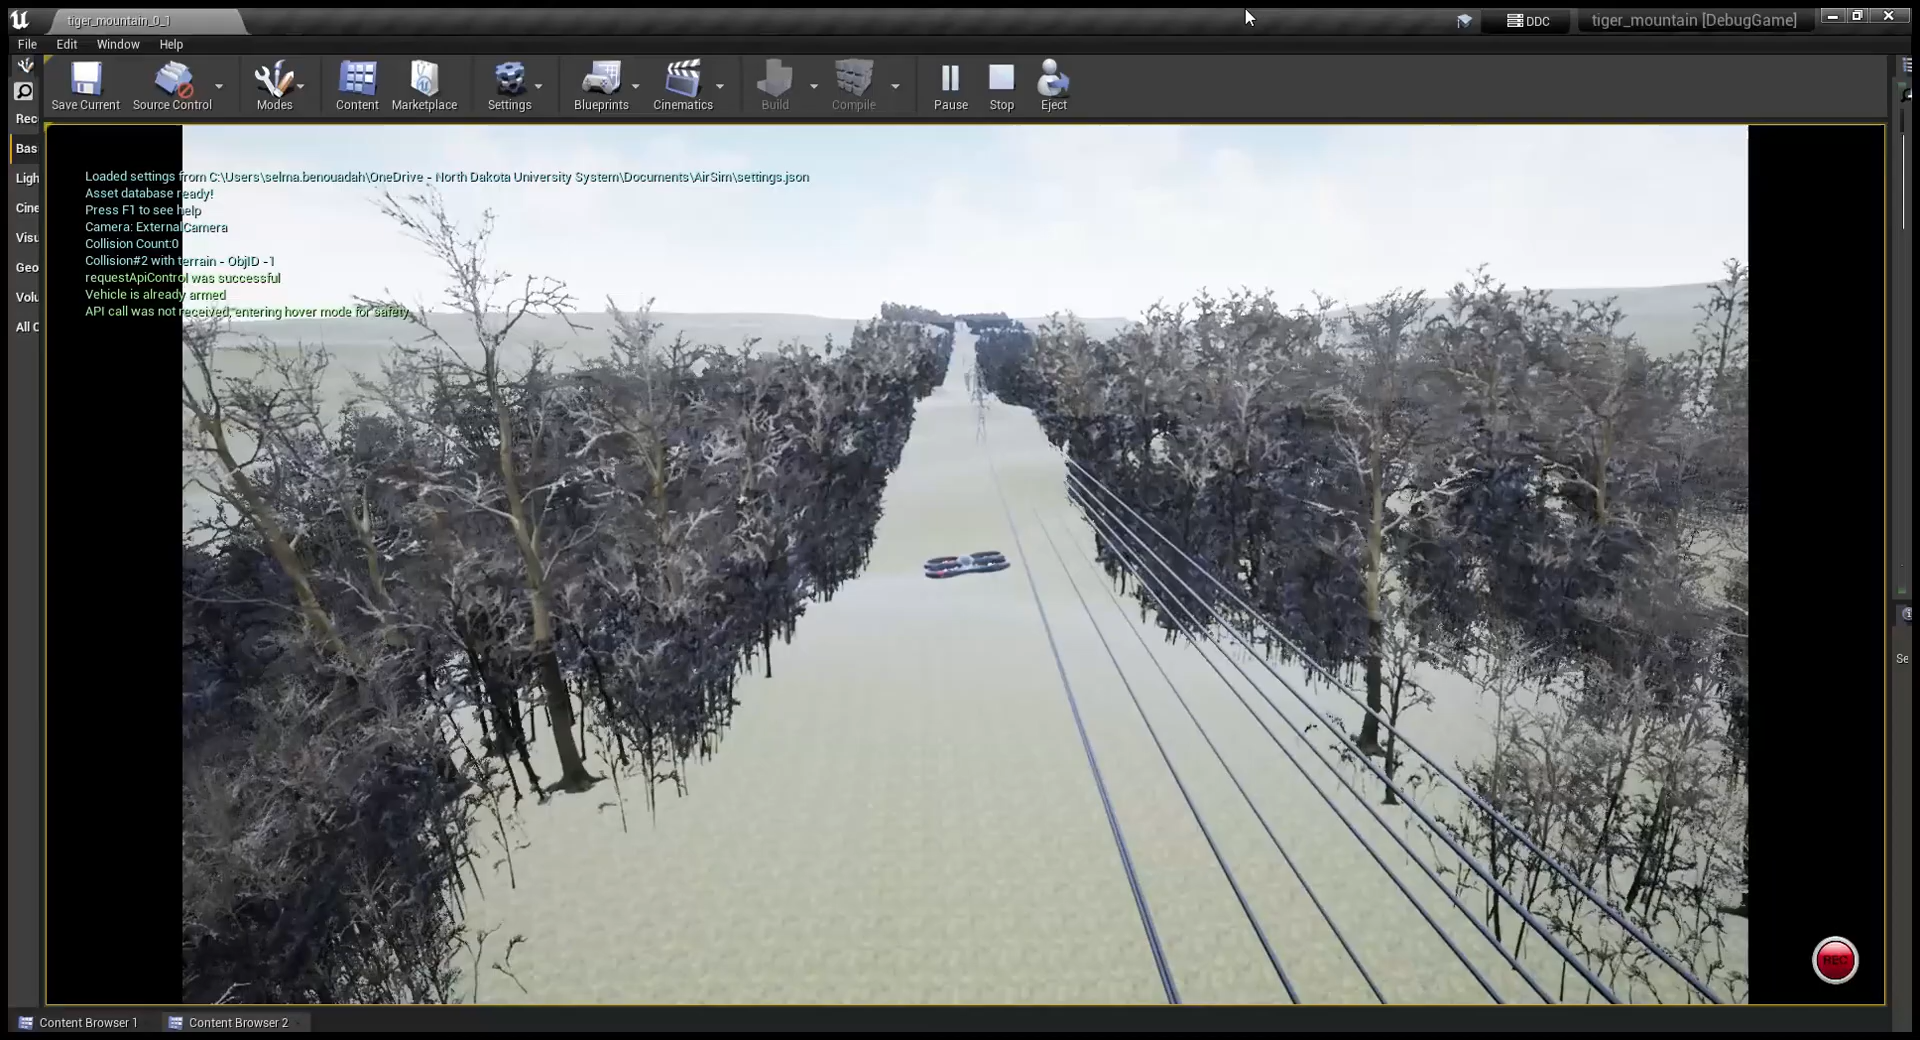 tiger_mountain_0_1
DDC
tiger_mountain [DebugGame]
File Edit Window Help
Save Current Source Control Modes Content Marketplace Settings Blueprints Cinematics Build Compile Pause Stop Eject
Rec
Bas
Ligh
Cine
Visu
Geo
Volu
All C
Loaded settings from C:\Users\selma.benouadah\OneDrive - North Dakota University System\Documents\AirSim\settings.json
Asset database ready!
Press F1 to see help
Camera: ExternalCamera
Collision Count:0
Collision#2 with terrain - ObjID -1
requestApiControl was successful
Vehicle is already armed
API call was not received, entering hover mode for safety
Se
REC
Content Browser 1 Content Browser 2